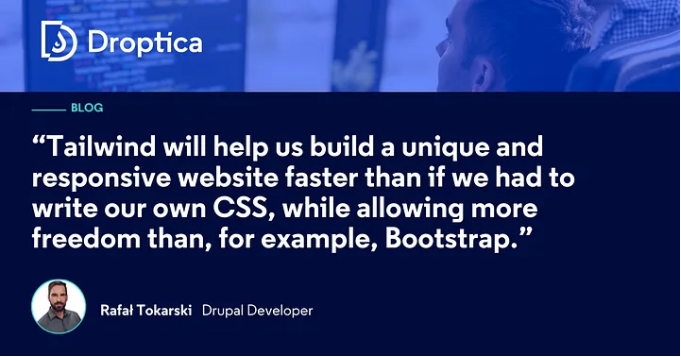 Droptica
BLOG
“Tailwind will help us build a unique and
responsive website faster than if we had to
write our own CSS, while allowing more
freedom than, for example, Bootstrap.”
Rafał Tokarski Drupal Developer